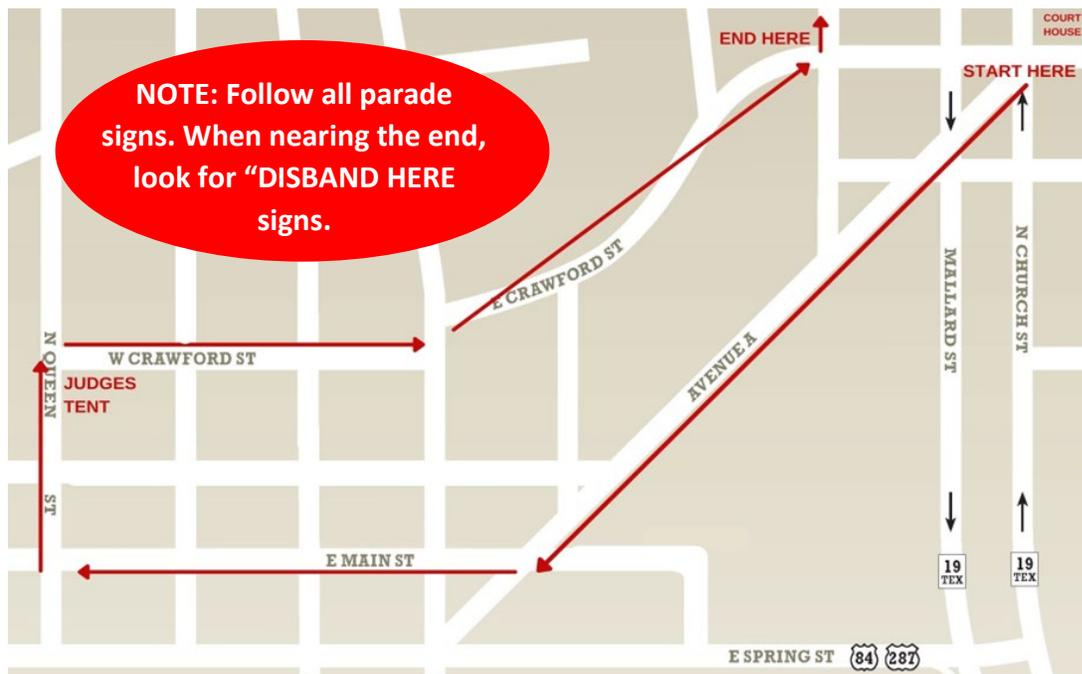 END HERE
COURT
HOUSE
START HERE
NOTE: Follow all parade
signs. When nearing the end,
look for “DISBAND HERE
signs.
E CRAWFORD ST
N CHURCH ST
MALLARD ST
AVENUE A
N QUEEN
W CRAWFORD ST
JUDGES
TENT
ST
E MAIN ST
19
TEX
19
TEX
E SPRING ST 84 287